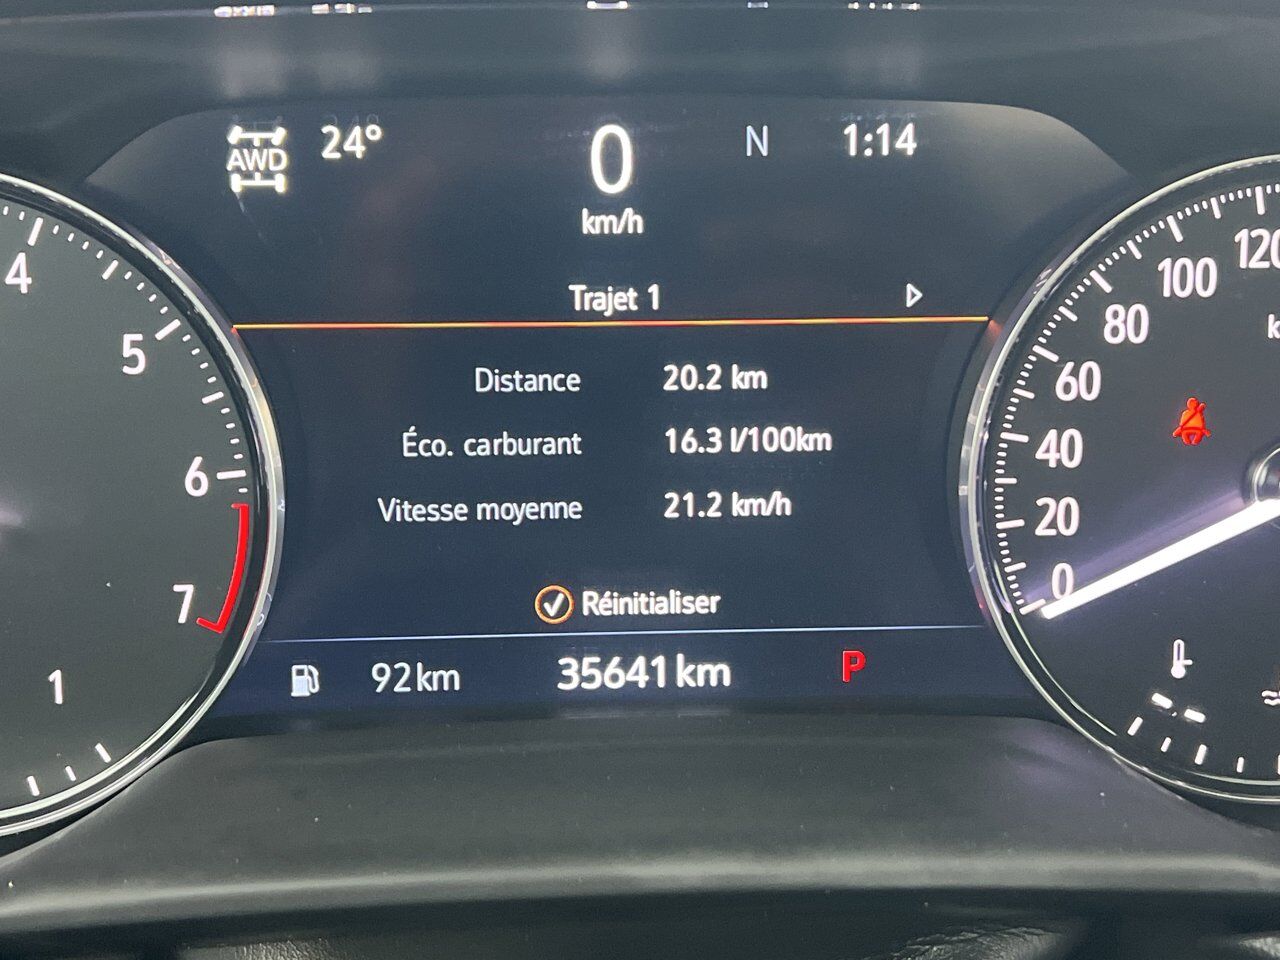 AWD 24° 0 N 1:14
km/h
Trajet 1
Distance 20.2 km
Éco. carburant 16.3 l/100km
Vitesse moyenne 21.2 km/h
Réinitialiser
92 km 35641 km P
4
5
6
7
1
120
100
80
60
40
20
0